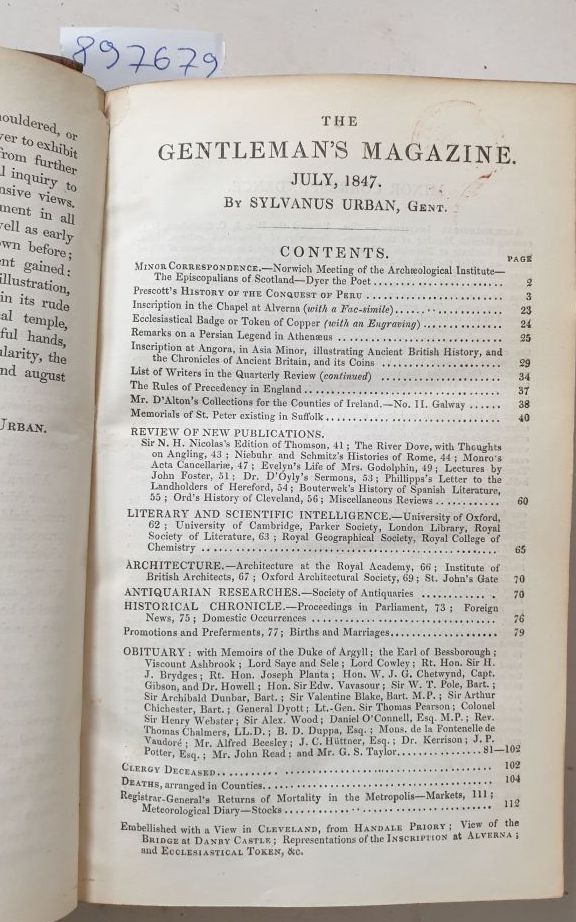 897679
ouldered, or
er to exhibit
rom further
l inquiry to
nsive views.
ment in all
ell as early
wn before;
nt gained:
illustration,
in its rude
al temple,
ful hands,
ularity, the
nd august
URBAN.
THE
GENTLEMAN'S MAGAZINE.
JULY, 1847.
BY SYLVANUS URBAN, GENT.
CONTENTS.
PAGE
MINOR CORRESPONDENCE.—Norwich Meeting of the Archæological Institute—
The Episcopalians of Scotland—Dyer the Poet 2
Prescott's HISTORY OF THE CONQUEST OF PERU 3
Inscription in the Chapel at Alverna (with a Fac-simile) 23
Ecclesiastical Badge or Token of Copper (with an Engraving) 24
Remarks on a Persian Legend in Athenæus 25
Inscription at Angora, in Asia Minor, illustrating Ancient British History, and
the Chronicles of Ancient Britain, and its Coins 29
List of Writers in the Quarterly Review (continued) 34
The Rules of Precedency in England 37
Mr. D'Alton's Collections for the Counties of Ireland.—No. II. Galway 38
Memorials of St. Peter existing in Suffolk 40
REVIEW OF NEW PUBLICATIONS.
Sir N. H. Nicolas's Edition of Thomson, 41; The River Dove, with Thoughts
on Angling, 43; Niebuhr and Schmitz's Histories of Rome, 44; Monro's
Acta Cancellariæ, 47; Evelyn's Life of Mrs. Godolphin, 49; Lectures by
John Foster, 51; Dr. D'Oyly's Sermons, 53; Phillipps's Letter to the
Landholders of Hereford, 54; Bouterwek's History of Spanish Literature,
55; Ord's History of Cleveland, 56; Miscellaneous Reviews 60
LITERARY AND SCIENTIFIC INTELLIGENCE.—University of Oxford,
62; University of Cambridge, Parker Society, London Library, Royal
Society of Literature, 63; Royal Geographical Society, Royal College of
Chemistry 65
ARCHITECTURE.—Architecture at the Royal Academy, 66; Institute of
British Architects, 67; Oxford Architectural Society, 69; St. John's Gate 70
ANTIQUARIAN RESEARCHES.—Society of Antiquaries 70
HISTORICAL CHRONICLE.—Proceedings in Parliament, 73; Foreign
News, 75; Domestic Occurrences 76
Promotions and Preferments, 77; Births and Marriages 79
OBITUARY: with Memoirs of the Duke of Argyll; the Earl of Bessborough;
Viscount Ashbrook; Lord Saye and Sele; Lord Cowley; Rt. Hon. Sir H.
J. Brydges; Rt. Hon. Joseph Planta; Hon. W. J. G. Chetwynd, Capt.
Gibson, and Dr. Howell; Hon. Sir Edw. Vavasour; Sir W. T. Pole, Bart.;
Sir Archibald Dunbar, Bart.; Sir Valentine Blake, Bart. M.P.; Sir Arthur
Chichester, Bart.; General Dyott; Lt.-Gen. Sir Thomas Pearson; Colonel
Sir Henry Webster; Sir Alex. Wood; Daniel O'Connell, Esq. M.P.; Rev.
Thomas Chalmers, LL.D.; B. D. Duppa, Esq.; Mons. de la Fontenelle de
Vaudoré; Mr. Alfred Beesley; J. C. Hüttner, Esq.; Dr. Kerrison; J. P.
Potter, Esq.; Mr. John Read; and Mr. G. S. Taylor 81—102
CLERGY DECEASED 102
DEATHS, arranged in Counties 104
Registrar-General's Returns of Mortality in the Metropolis—Markets, 111;
Meteorological Diary—Stocks 112
Embellished with a View in CLEVELAND, from HANDALE PRIORY; View of the
BRIDGE at DANBY CASTLE; Representations of the INSCRIPTION at ALVERNA;
and ECCLESIASTICAL TOKEN, &c.